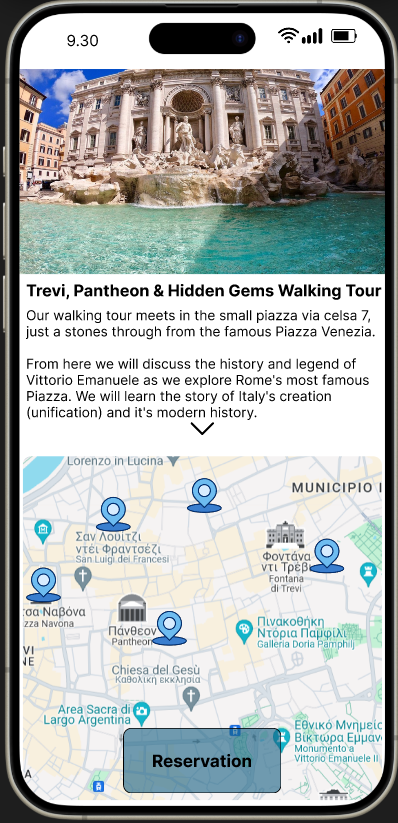 9.30
Trevi, Pantheon & Hidden Gems Walking Tour
Our walking tour meets in the small piazza via celsa 7,
just a stones through from the famous Piazza Venezia.
From here we will discuss the history and legend of
Vittorio Emanuele as we explore Rome's most famous
Piazza. We will learn the story of Italy's creation
(unification) and it's modern history.
Lorenzo in Lucina
MUNICIPIO I
Σαν Λουίτζι
ντέι Φραντσέζι
San Luigi dei Francesi
Φοντάνα
ντι Τρέβι
Fontana
di Trevi
τσα Ναβόνα
zza Navona
Πάνθεον
Pantheon
Πινακοθήκη
Ντόρια Παμφίλι
Galleria Doria Pamphilj
VI
NE
Chiesa del Gesù
Καθολική εκκλησία
Area Sacra di
Largo Argentina
Εθνικό Μνημείο
Βίκτωρα Εμμαν
Monumento a
Vittorio Emanuele II
Reservation
A